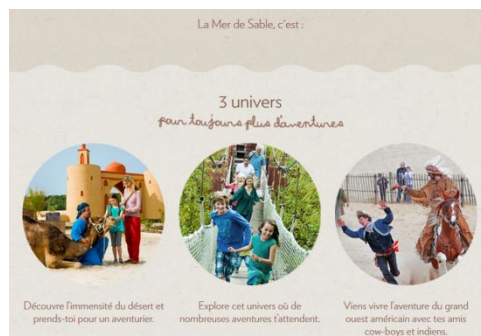 La Mer de Sable, c'est :
3 univers
pour toujours plus d'aventures
Découvre l'immensité du désert et
prends-toi pour un aventurier.
Explore cet univers où de
nombreuses aventures t'attendent.
Viens vivre l'aventure du grand
ouest américain avec tes amis
cow-boys et indiens.